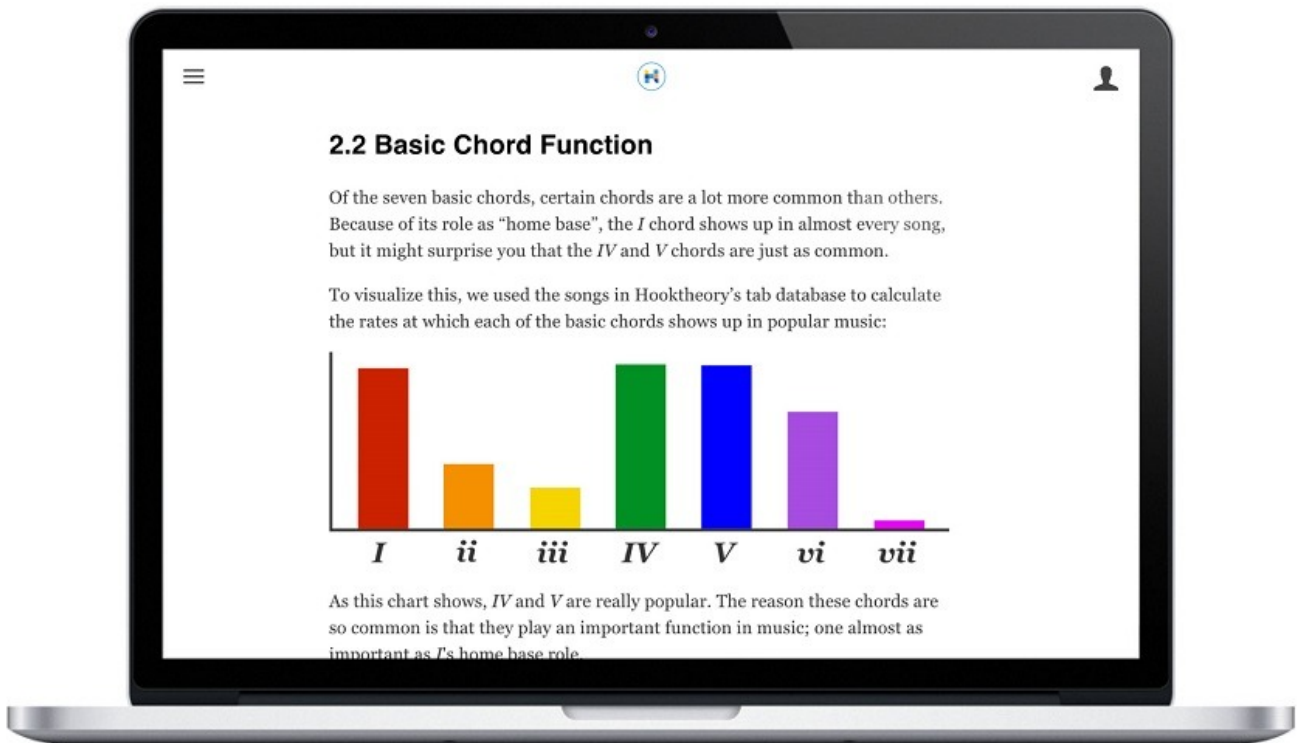 2.2 Basic Chord Function
Of the seven basic chords, certain chords are a lot more common than others.
Because of its role as “home base”, the I chord shows up in almost every song,
but it might surprise you that the IV and V chords are just as common.
To visualize this, we used the songs in Hooktheory’s tab database to calculate
the rates at which each of the basic chords shows up in popular music:
I ii iii IV V vi vii
As this chart shows, IV and V are really popular. The reason these chords are
so common is that they play an important function in music; one almost as
important as I’s home base role.